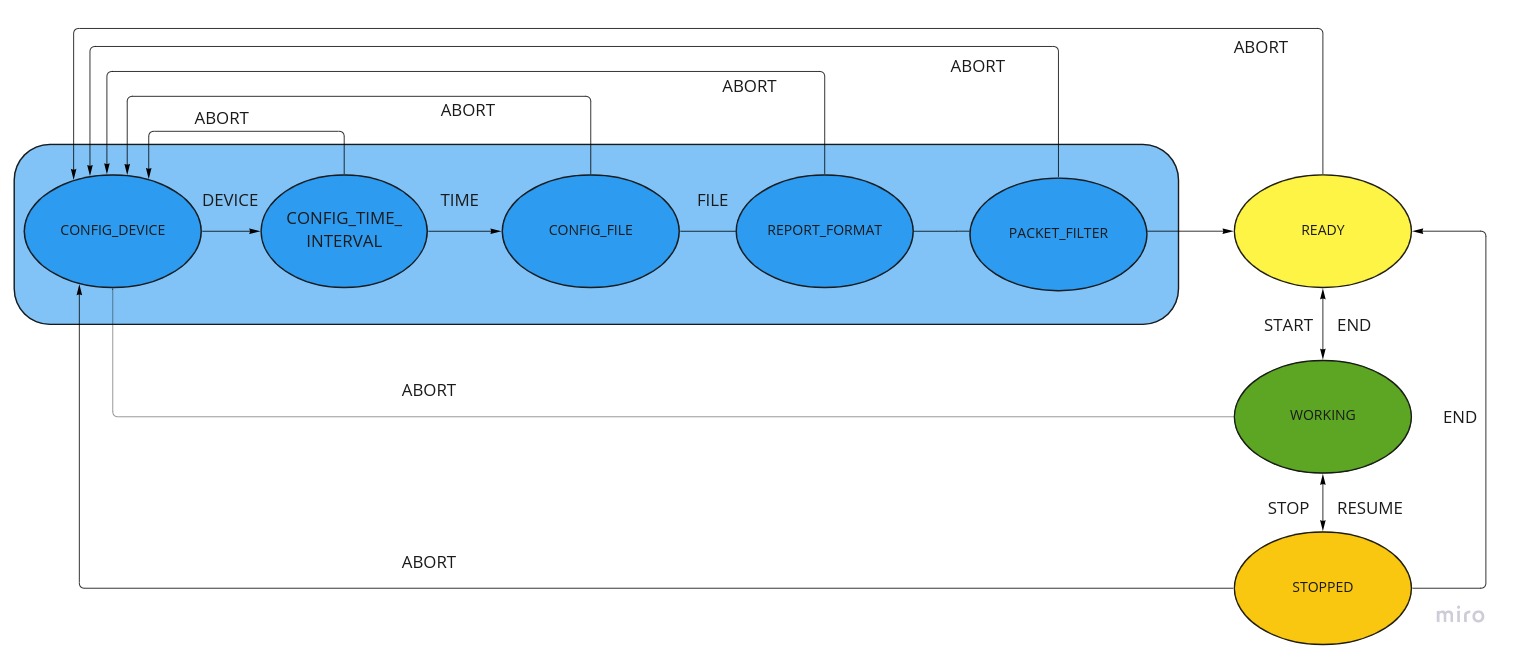 ABORT
ABORT
ABORT
ABORT
ABORT
DEVICE
TIME
FILE
CONFIG_DEVICE
CONFIG_TIME_
INTERVAL
CONFIG_FILE
REPORT_FORMAT
PACKET_FILTER
READY
START
END
ABORT
WORKING
END
STOP
RESUME
ABORT
STOPPED
miro